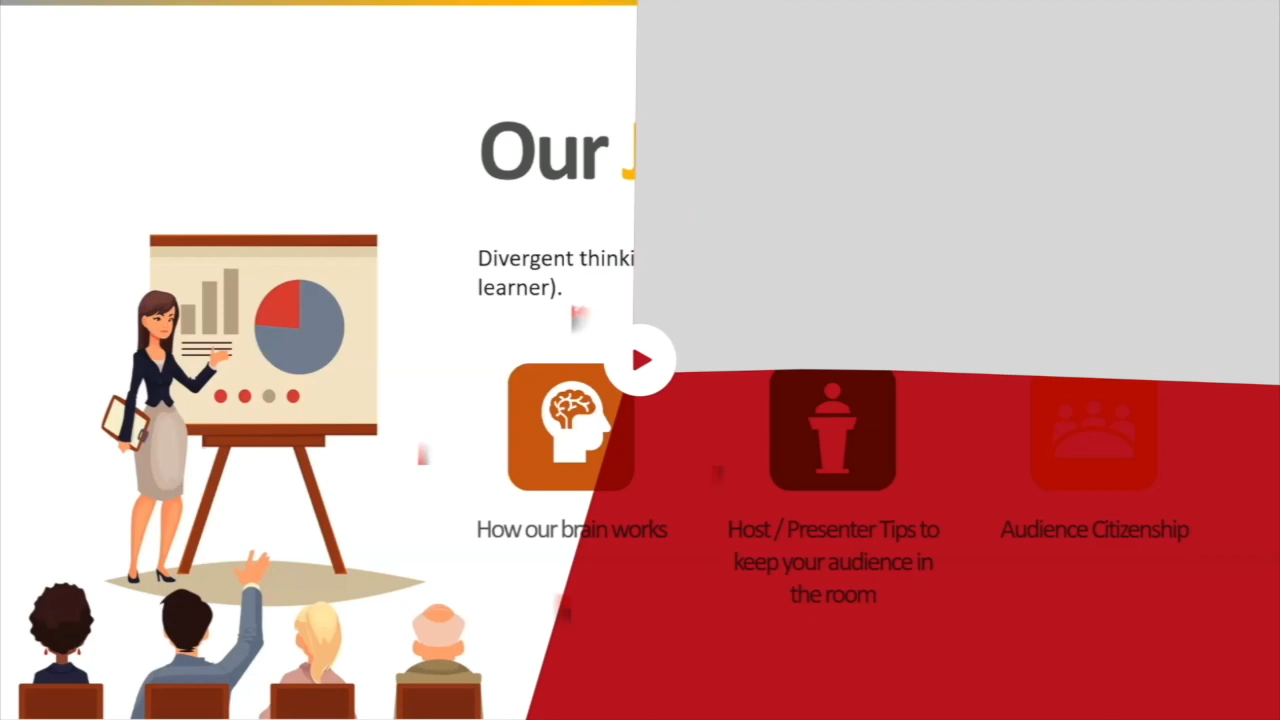 Our
Divergent
learner).
How our brain works
Host / Presenter Tips to
keep your audience in
the room
Audience Citizenship